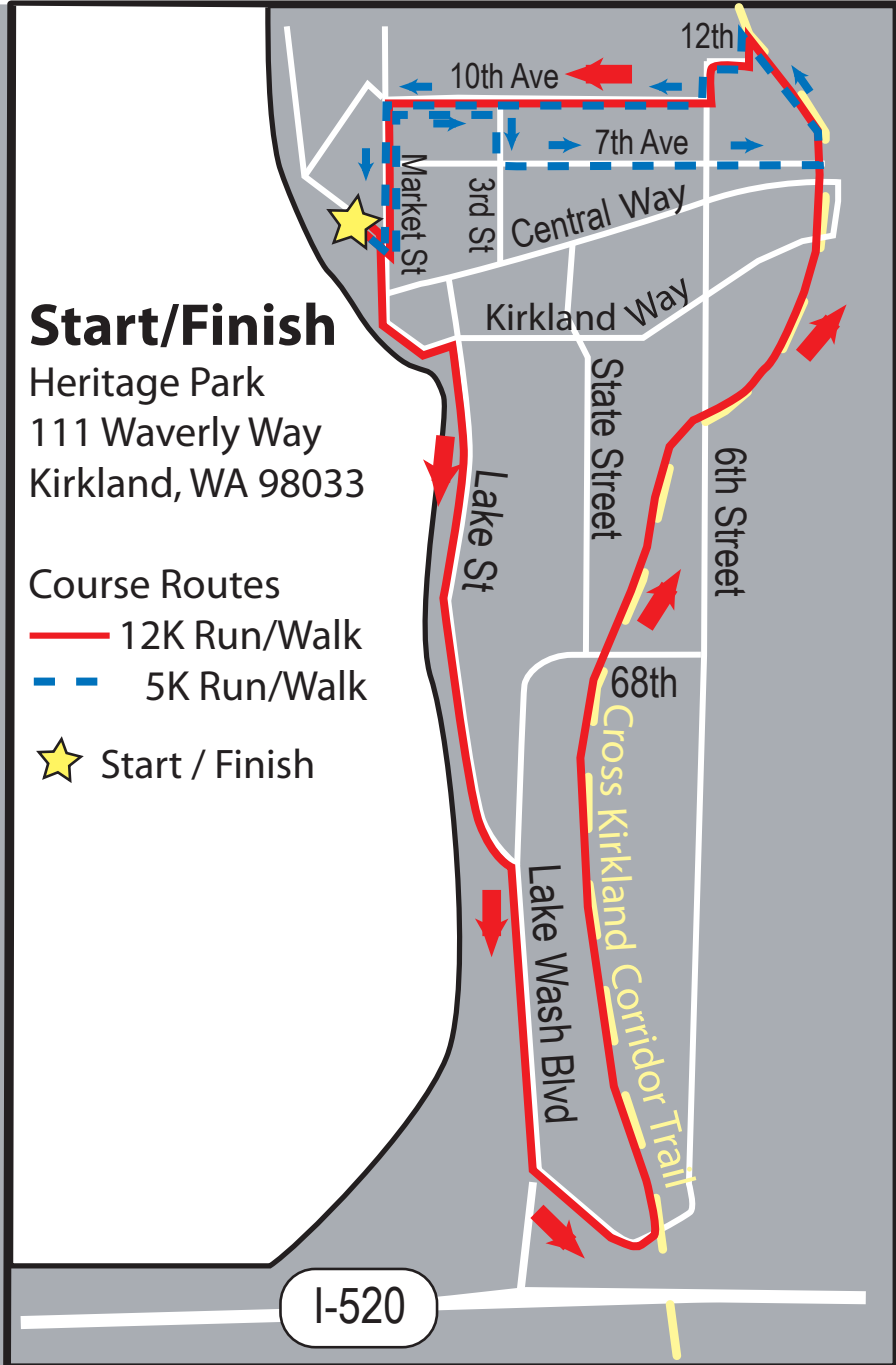 12th
10th Ave
7th Ave
Market St
3rd St
Central Way
Start/Finish
Heritage Park
111 Waverly Way
Kirkland, WA 98033
Kirkland Way
State Street
6th Street
Lake St
Course Routes
12K Run/Walk
5K Run/Walk
Start / Finish
68th
Cross Kirkland Corridor Trail
Lake Wash Blvd
I-520